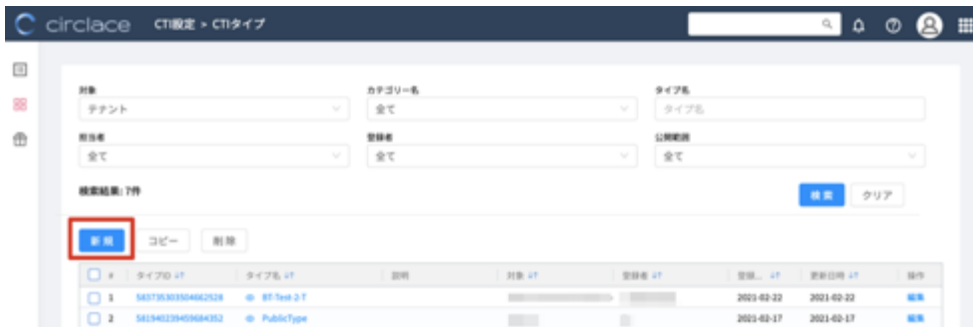 circlace CTI設定 > CTIタイプ
対象 カテゴリー名 タイプ名
テナント 全て タイプ名
担当者 登録者 公開範囲
全て 全て 全て
検索結果: 7件
検索 クリア
新規 コピー 削除
# タイプID タイプ名 説明 対象 登録者 登録... 更新日時 操作
1 583735303504662528 BT-Test-2-T 2021-02-22 2021-02-22 編集
2 581940239459684352 PublicType 2021-02-17 2021-02-17 編集